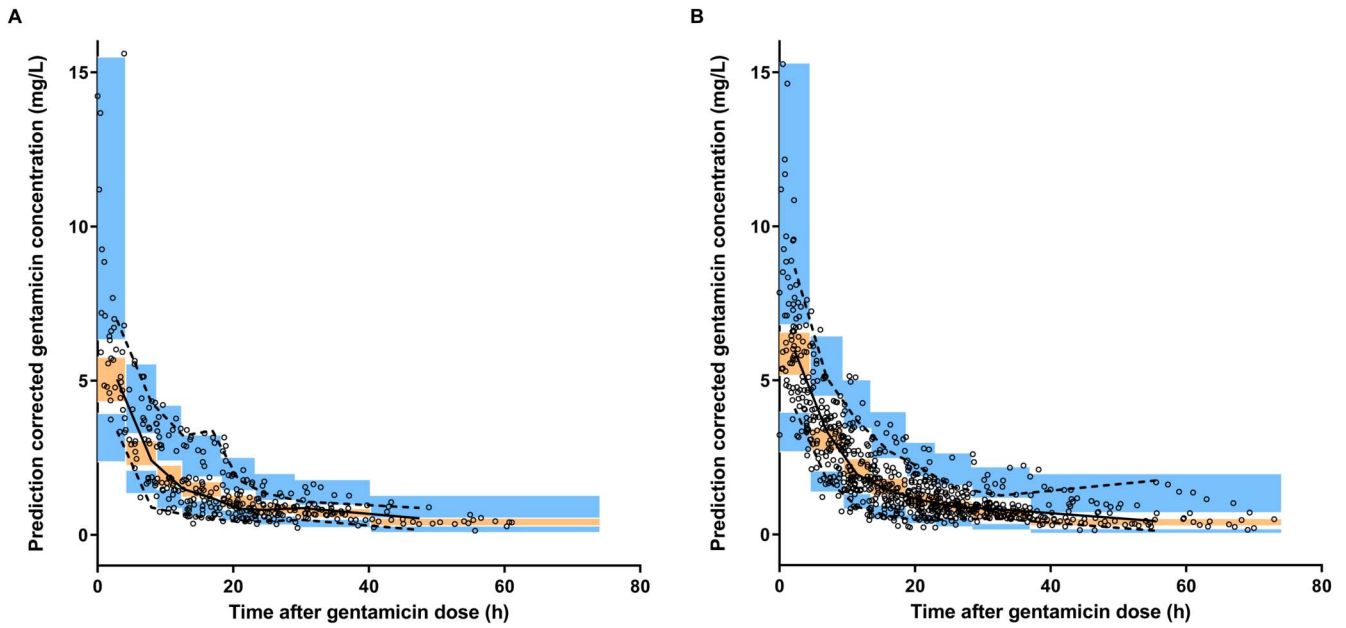 A
Prediction corrected gentamicin concentration (mg/L)
15
10
5
0
0 20 40 60 80
Time after gentamicin dose (h)
B
Prediction corrected gentamicin concentration (mg/L)
15
10
5
0
0 20 40 60 80
Time after gentamicin dose (h)